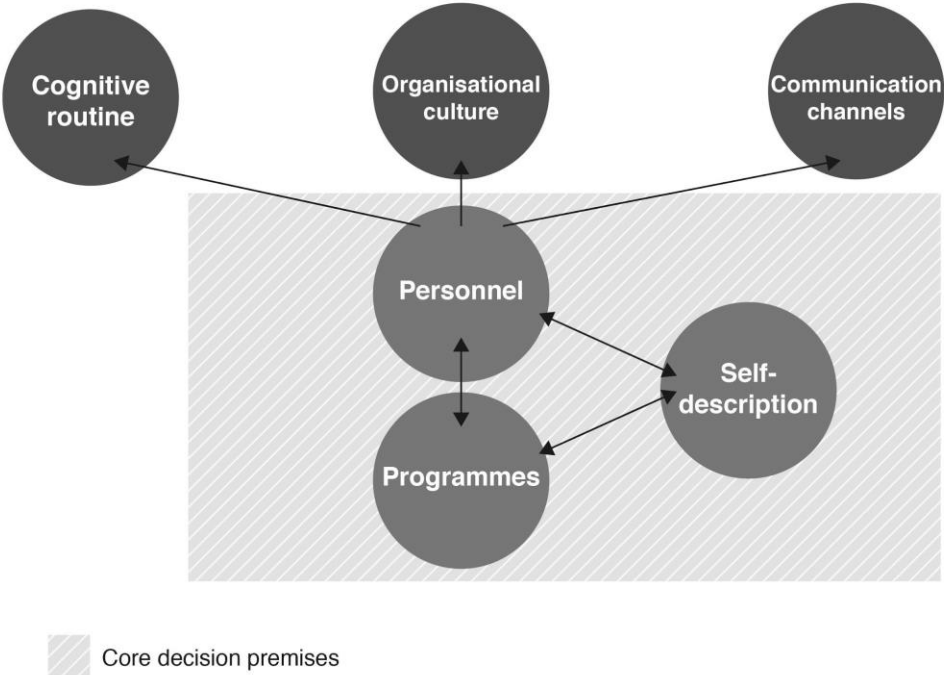 Cognitive
routine
Organisational
culture
Communication
channels
Personnel
Self-
description
Programmes
Core decision premises